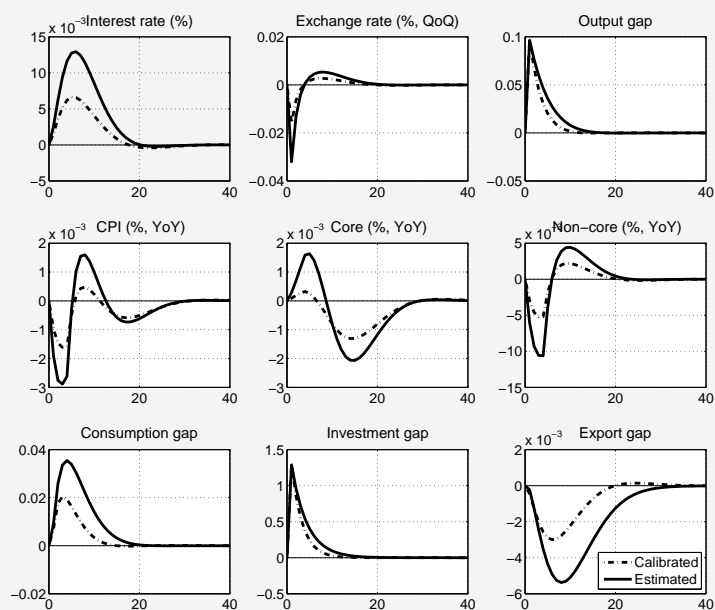 x 10⁻³ Interest rate (%)
15
10
5
0
−5
0 20 40
Exchange rate (%, QoQ)
0.02
0
−0.02
−0.04
0 20 40
Output gap
0.1
0.05
0
−0.05
0 20 40
x 10⁻³ CPI (%, YoY)
2
1
0
−1
−2
−3
0 20 40
x 10⁻³ Core (%, YoY)
2
1
0
−1
−2
−3
0 20 40
x 10 Non−core (%, YoY)
5
0
−5
−10
−15
0 20 40
Consumption gap
0.04
0.02
0
−0.02
0 20 40
Investment gap
1.5
1
0.5
0
−0.5
0 20 40
x 10⁻³ Export gap
2
0
−2
−4
−6
0 20 40
Calibrated
Estimated